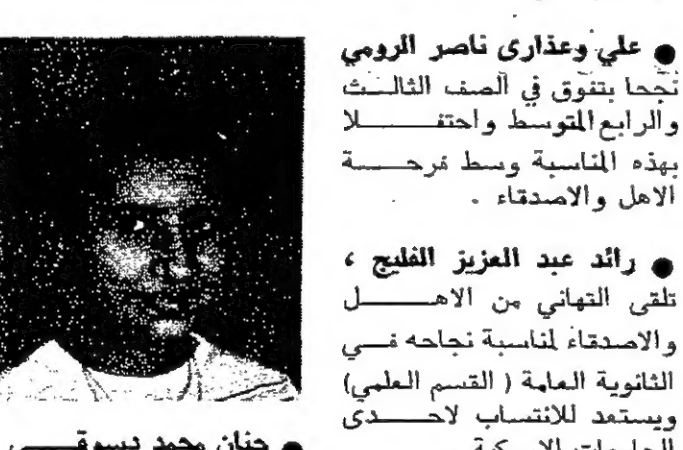 ● علي وعذارى ناصر الرومي
نجحا بتفوق في الصف الثالث
والرابع المتوسط واحتفلا
بهذه المناسبة وسط فرحة
الاهل والاصدقاء .
● رائد عبد العزيز الفليج ،
تلقى التهاني من الاهل
والاصدقاء لمناسبة نجاحه في
الثانوية العامة ( القسم العلمي)
ويستعد للانتساب لاحدى
● حنان محمد دسوقي